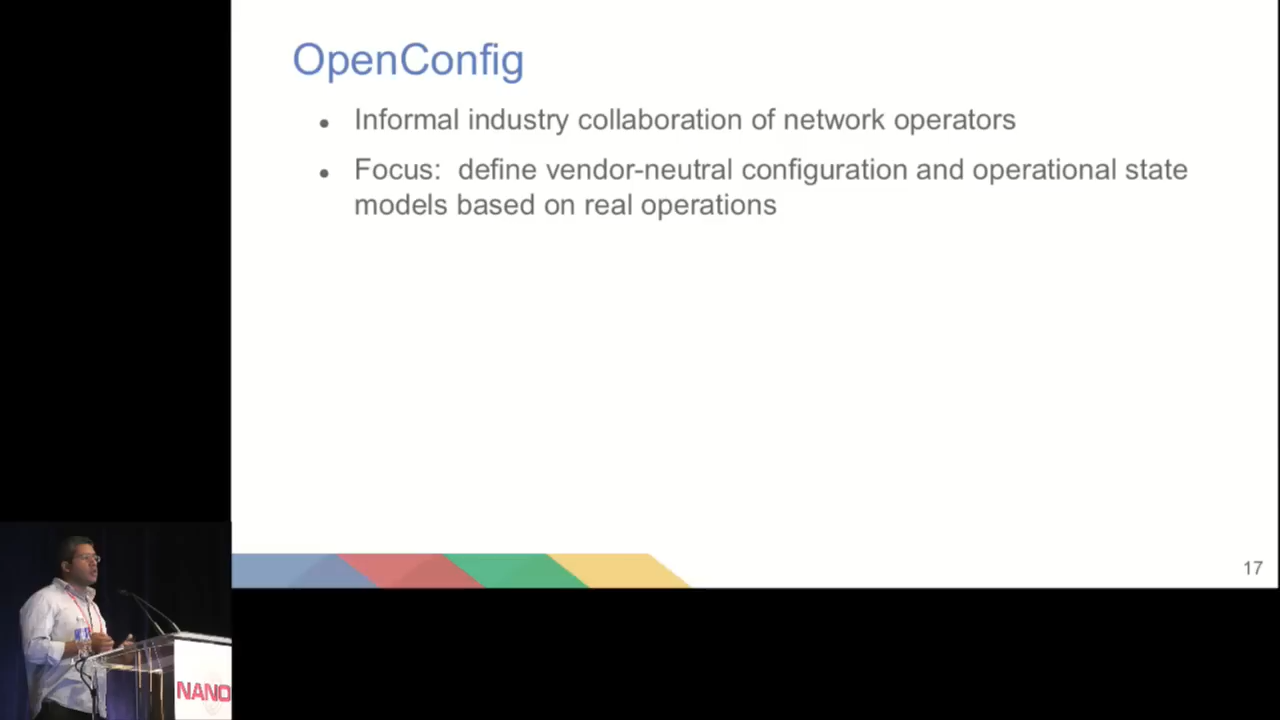 OpenConfig
• Informal industry collaboration of network operators
• Focus: define vendor-neutral configuration and operational state
models based on real operations
17
NANO